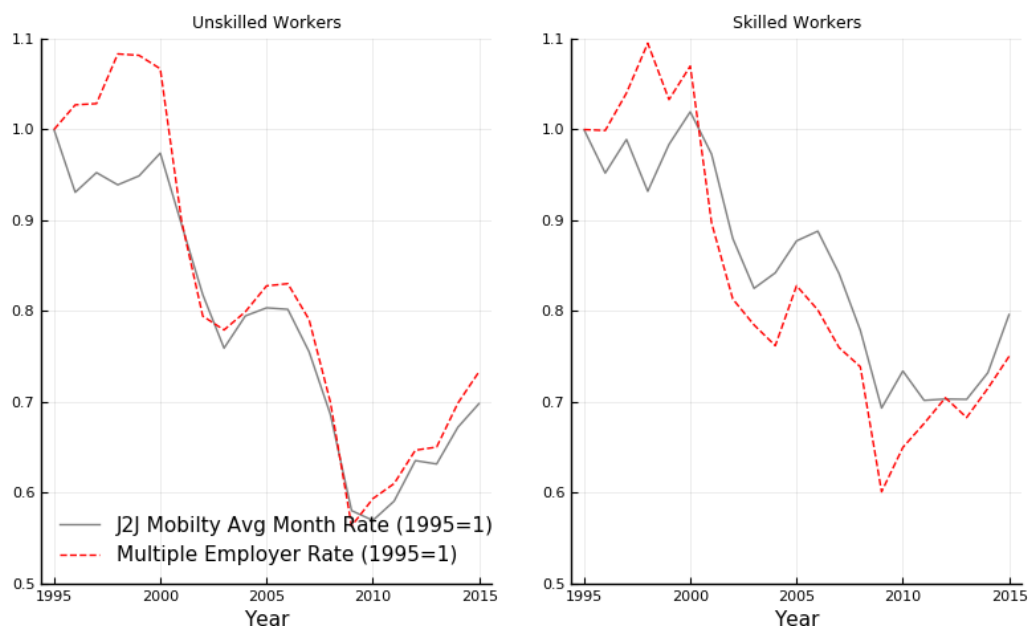 Unskilled Workers
1.1
1.0
0.9
0.8
0.7
0.6
0.5
J2J Mobilty Avg Month Rate (1995=1)
Multiple Employer Rate (1995=1)
1995 2000 2005 2010 2015
Year
Skilled Workers
1.1
1.0
0.9
0.8
0.7
0.6
0.5
1995 2000 2005 2010 2015
Year